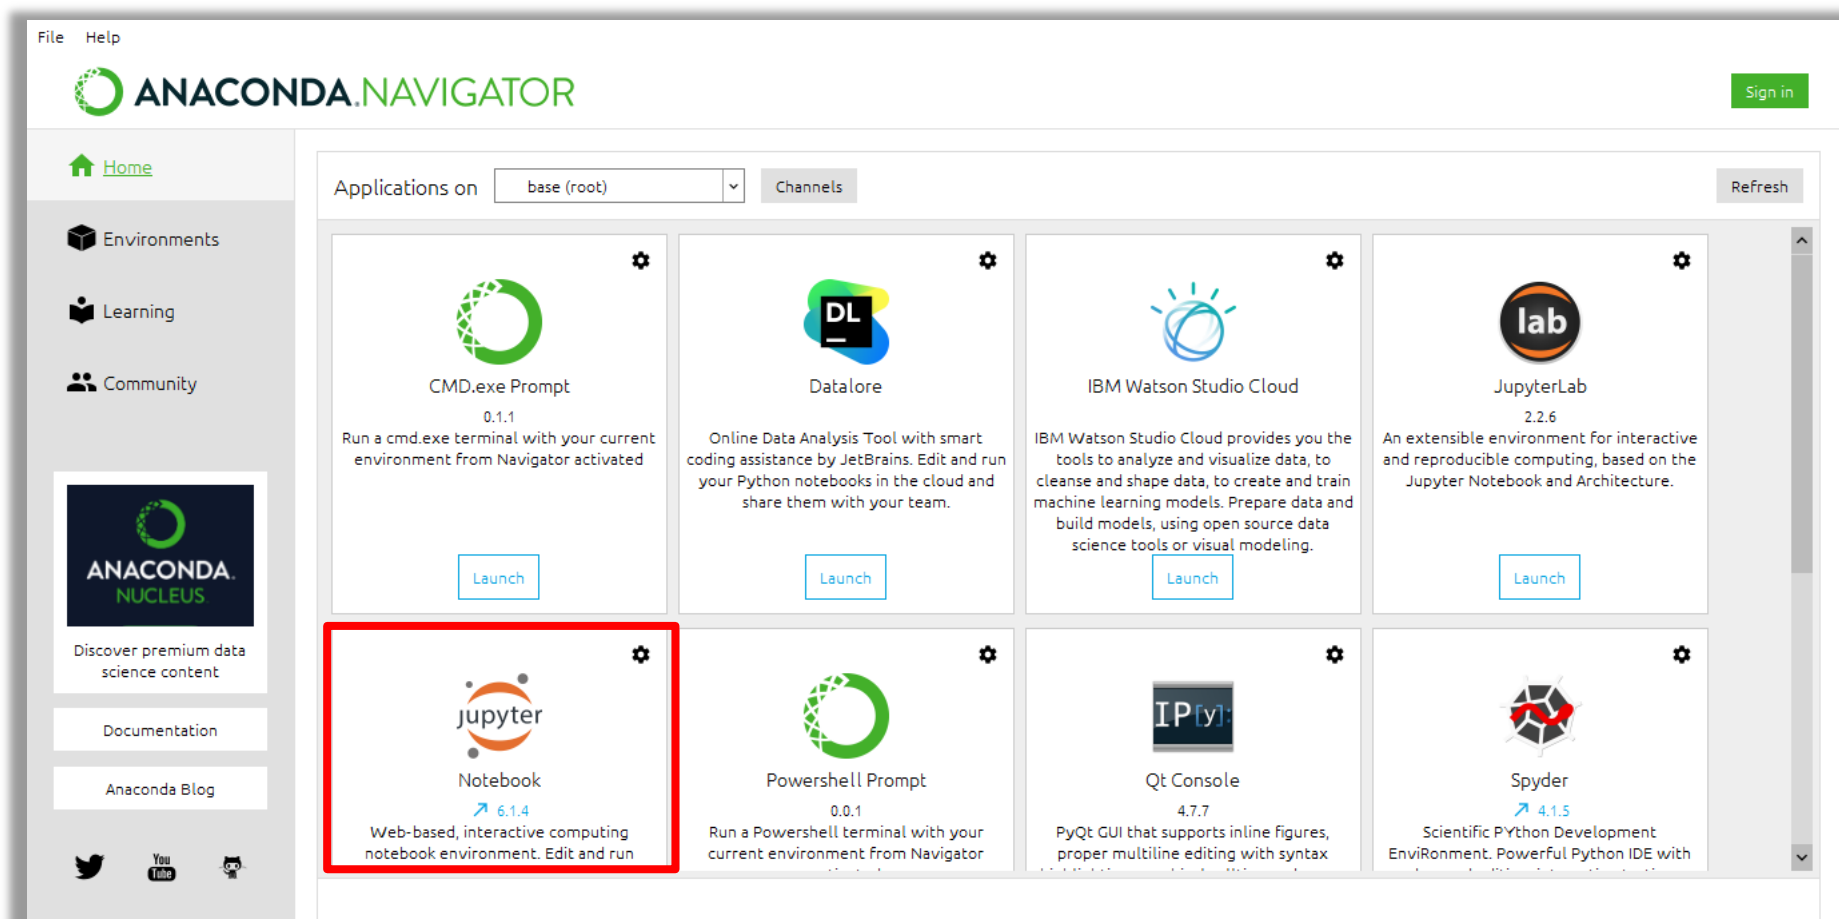 File Help
ANACONDA.NAVIGATOR
Sign in
Home
Environments
Learning
Community
ANACONDA.
NUCLEUS
Discover premium data
science content
Documentation
Anaconda Blog
You
Tube
Applications on base (root) Channels Refresh
CMD.exe Prompt
0.1.1
Run a cmd.exe terminal with your current
environment from Navigator activated
Launch
DL
Datalore
Online Data Analysis Tool with smart
coding assistance by JetBrains. Edit and run
your Python notebooks in the cloud and
share them with your team.
Launch
IBM Watson Studio Cloud
IBM Watson Studio Cloud provides you the
tools to analyze and visualize data, to
cleanse and shape data, to create and train
machine learning models. Prepare data and
build models, using open source data
science tools or visual modeling.
Launch
lab
JupyterLab
2.2.6
An extensible environment for interactive
and reproducible computing, based on the
Jupyter Notebook and Architecture.
Launch
jupyter
Notebook
6.1.4
Web-based, interactive computing
notebook environment. Edit and run
Powershell Prompt
0.0.1
Run a Powershell terminal with your
current environment from Navigator
IP[y]:
Qt Console
4.7.7
PyQt GUI that supports inline figures,
proper multiline editing with syntax
Spyder
4.1.5
Scientific PYthon Development
EnviRonment. Powerful Python IDE with